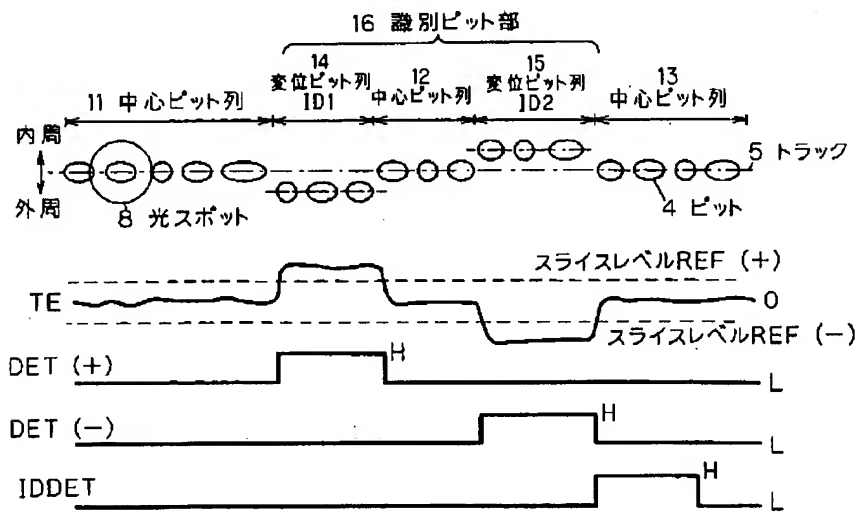 16 識別ピット部
14
変位ピット列
ID1
12
中心ピット列
15
変位ピット列
ID2
13
中心ピット列
11 中心ピット列
内周
外周
5 トラック
8 光スポット
4 ピット
スライスレベルREF (+)
TE
0
スライスレベルREF (-)
DET (+)
H
L
DET (-)
H
L
IDDET
H
L